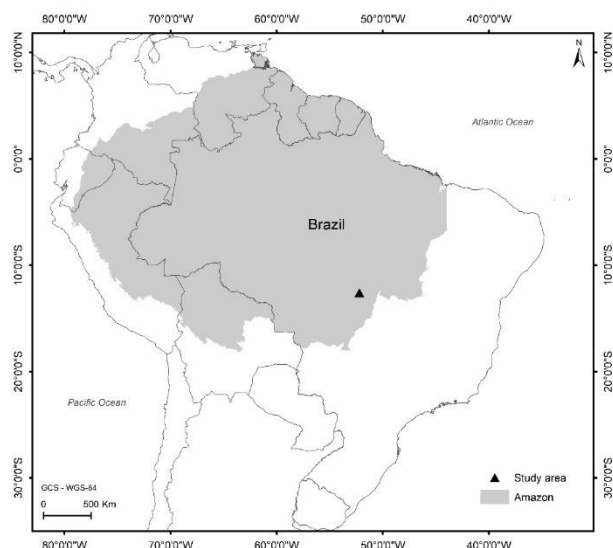 80°0'0"W 70°0'0"W 60°0'0"W 50°0'0"W 40°0'0"W
10°0'0"N
N
10°0'0"N
Atlantic Ocean
0°0'0"
0°0'0"
Brazil
10°0'0"S
10°0'0"S
20°0'0"S
20°0'0"S
Pacific Ocean
30°0'0"S
30°0'0"S
GCS - WGS-84
0 500 Km
Study area
Amazon
80°0'0"W 70°0'0"W 60°0'0"W 50°0'0"W 40°0'0"W